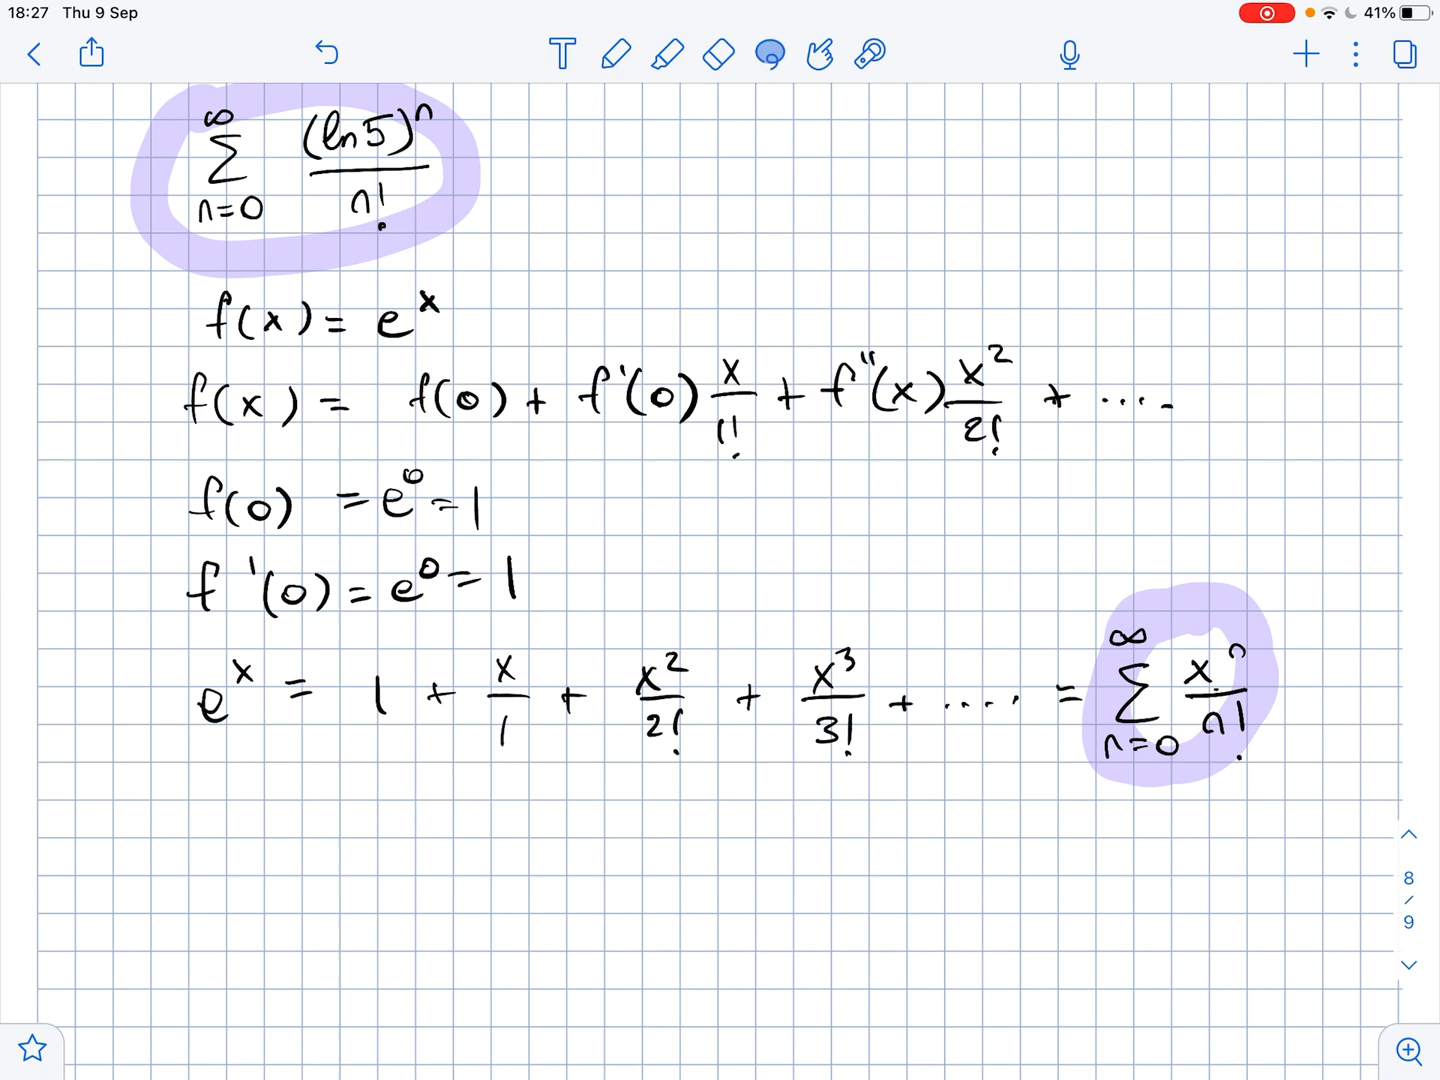 18:27 Thu 9 Sep 41%
T
∞
Σ (ln5)^n / n!
n=0
f(x) = e^x
f(x) = f(0) + f'(0) x/1! + f''(x) x^2/2! + ....
f(0) = e^0 = 1
f'(0) = e^0 = 1
e^x = 1 + x/1 + x^2/2! + x^3/3! + .... = ∞ Σ n=0 x^n/n!
8
/
9